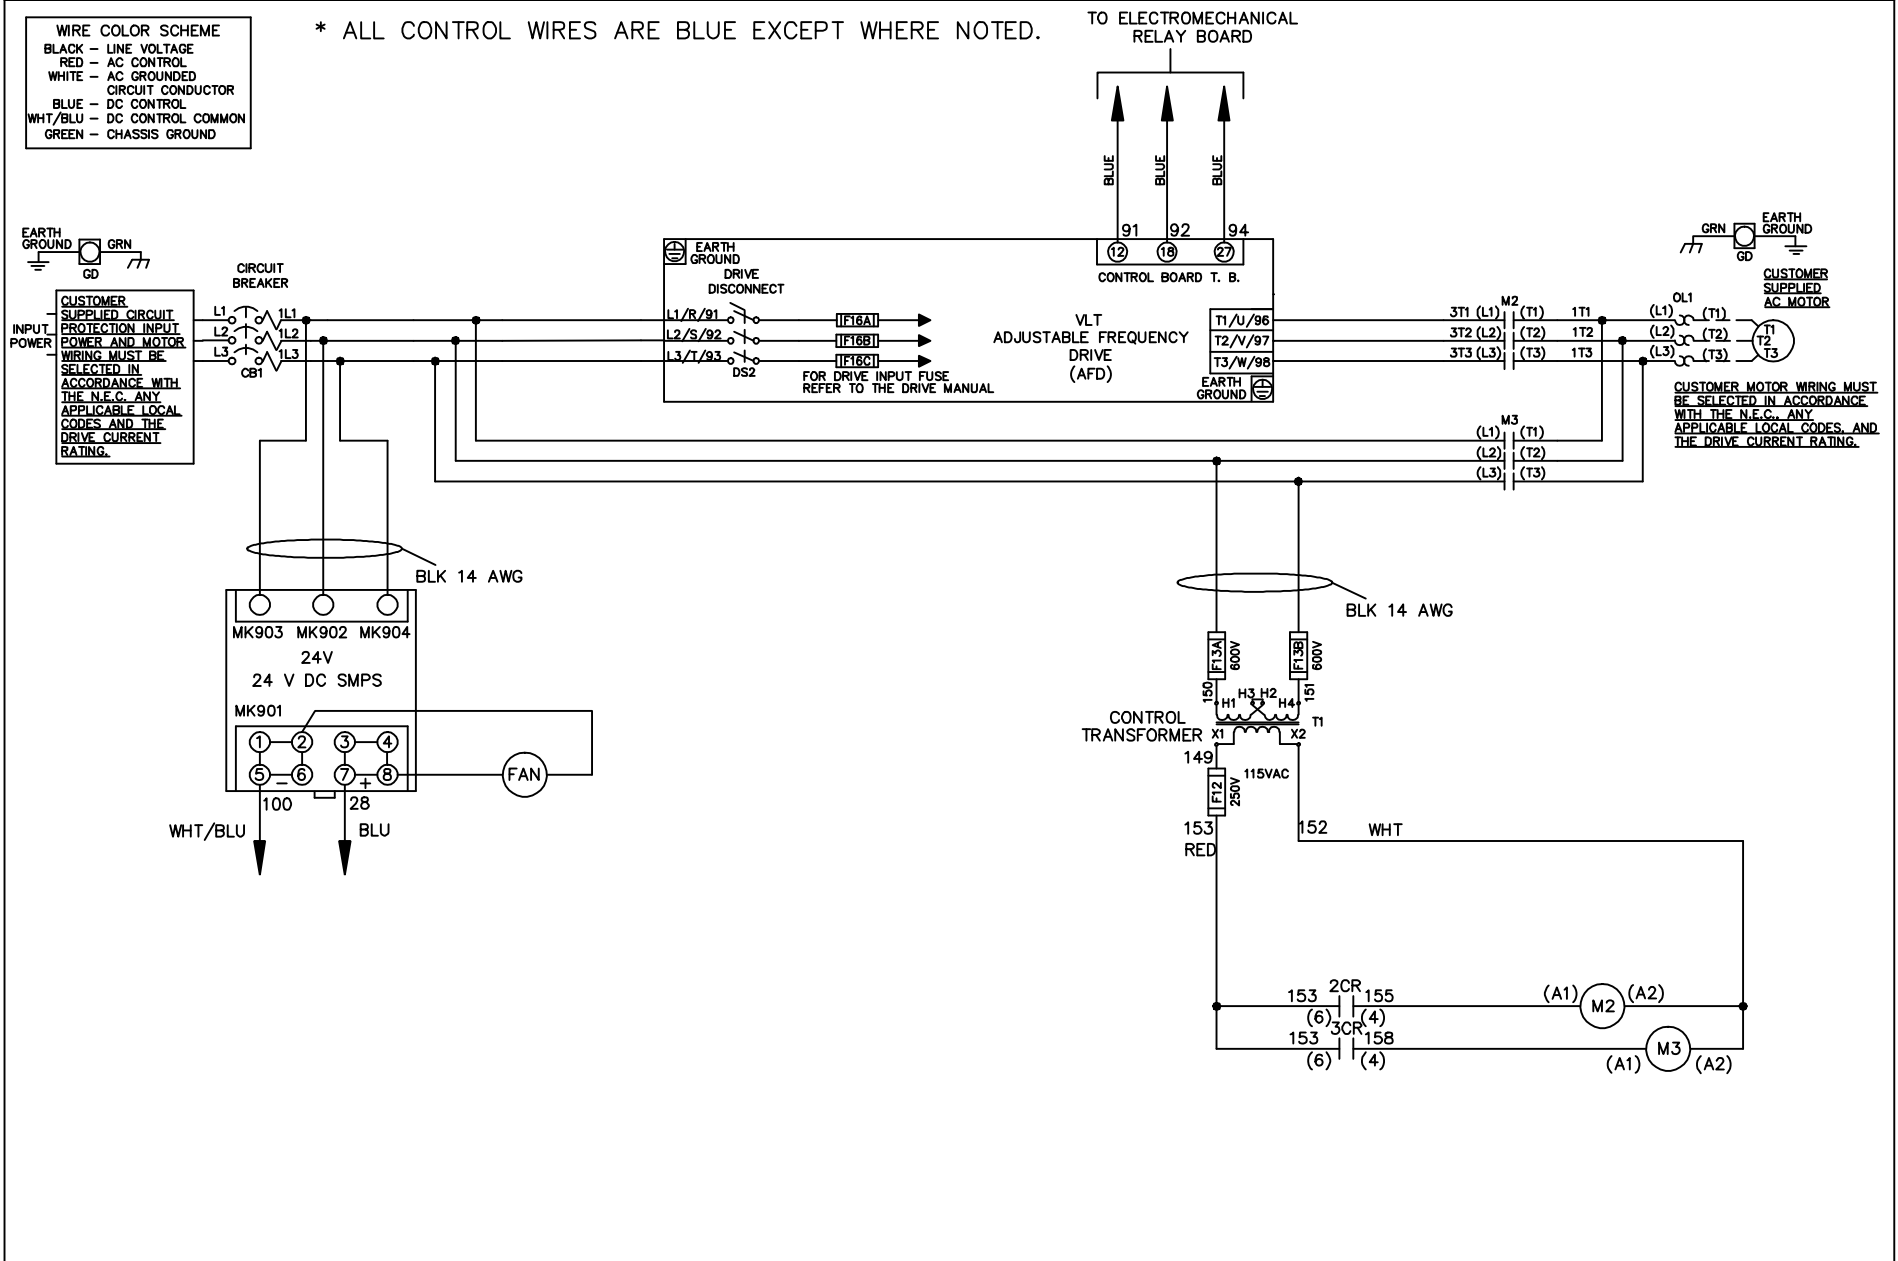 WIRE COLOR SCHEME
BLACK – LINE VOLTAGE
RED – AC CONTROL
WHITE – AC GROUNDED
CIRCUIT CONDUCTOR
BLUE – DC CONTROL
WHT/BLU – DC CONTROL COMMON
GREEN – CHASSIS GROUND
* ALL CONTROL WIRES ARE BLUE EXCEPT WHERE NOTED.
TO ELECTROMECHANICAL
RELAY BOARD
BLUE
BLUE
BLUE
91
92
94
12
18
27
CONTROL BOARD T. B.
EARTH
GROUND
GRN
GD
CIRCUIT
BREAKER
INPUT
POWER
CUSTOMER
SUPPLIED CIRCUIT
PROTECTION INPUT
POWER AND MOTOR
WIRING MUST BE
SELECTED IN
ACCORDANCE WITH
THE N.E.C. ANY
APPLICABLE LOCAL
CODES AND THE
DRIVE CURRENT
RATING.
L1
L2
L3
1L1
1L2
1L3
CB1
EARTH
GROUND
DRIVE
DISCONNECT
L1/R/91
L2/S/92
L3/T/93
DS2
F16A
F16B
F16C
FOR DRIVE INPUT FUSE
REFER TO THE DRIVE MANUAL
VLT
ADJUSTABLE FREQUENCY
DRIVE
(AFD)
T1/U/96
T2/V/97
T3/W/98
EARTH
GROUND
M2
3T1 (L1) (T1) 1T1
3T2 (L2) (T2) 1T2
3T3 (L3) (T3) 1T3
OL1
(L1) (T1)
(L2) (T2)
(L3) (T3)
T1
T2
T3
GRN
GD
EARTH
GROUND
CUSTOMER
SUPPLIED
AC MOTOR
CUSTOMER MOTOR WIRING MUST
BE SELECTED IN ACCORDANCE
WITH THE N.E.C., ANY
APPLICABLE LOCAL CODES, AND
THE DRIVE CURRENT RATING.
M3
(L1) (T1)
(L2) (T2)
(L3) (T3)
BLK 14 AWG
MK903 MK902 MK904
24V
24 V DC SMPS
MK901
1 2 3 4
5 – 6 7 + 8
FAN
100
28
WHT/BLU
BLU
BLK 14 AWG
F13A
600V
F13B
600V
150
151
H1 H3 H2 H4
CONTROL
TRANSFORMER
T1
X1
X2
149
115VAC
F12
250V
153
RED
152
WHT
2CR
153 155
(6) (4)
(A1) M2 (A2)
3CR
153 158
(6) (4)
(A1) M3 (A2)